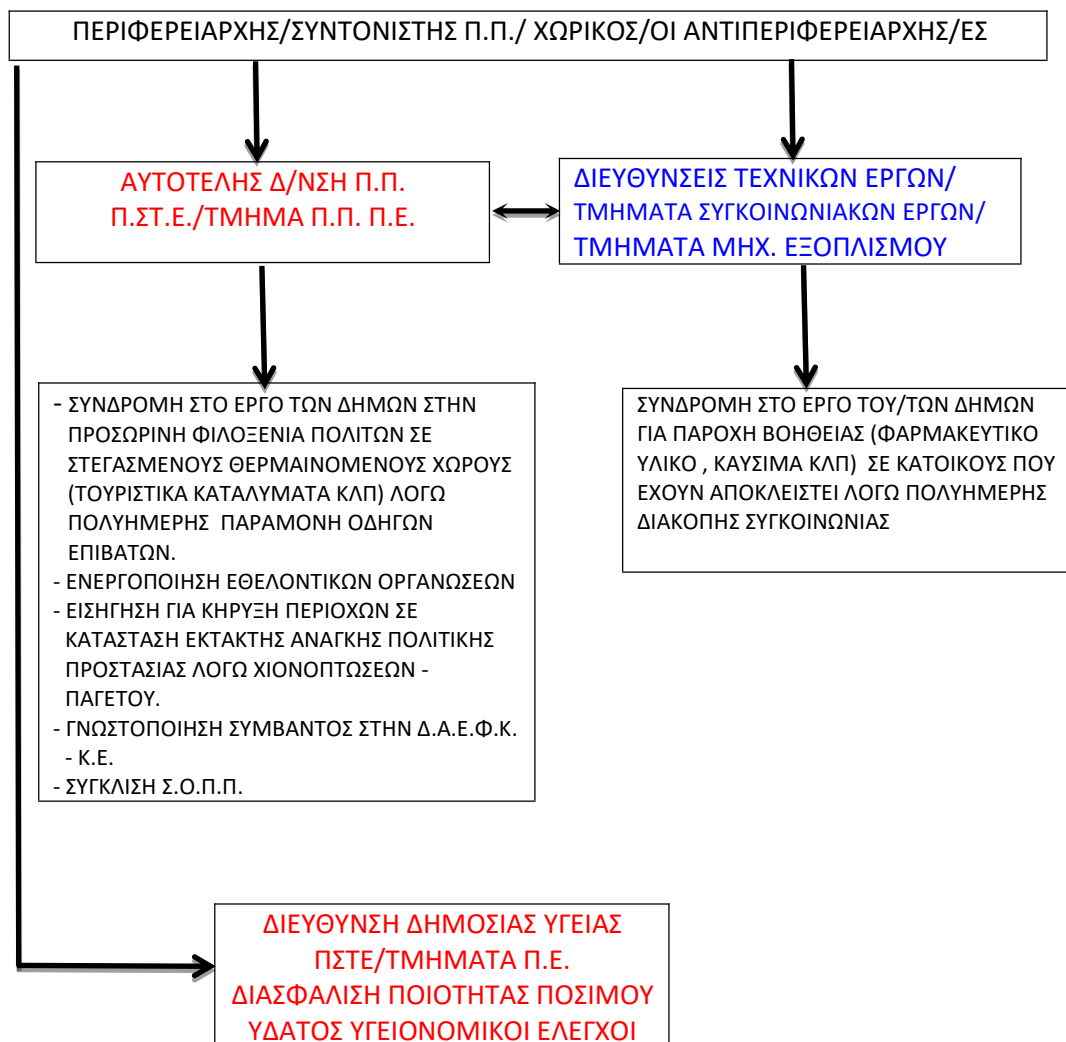 ΠΕΡΙΦΕΡΕΙΑΡΧΗΣ/ΣΥΝΤΟΝΙΣΤΗΣ Π.Π./ ΧΩΡΙΚΟΣ/ΟΙ ΑΝΤΙΠΕΡΙΦΕΡΕΙΑΡΧΗΣ/ΕΣ
ΑΥΤΟΤΕΛΗΣ Δ/ΝΣΗ Π.Π.
Π.ΣΤ.Ε./ΤΜΗΜΑ Π.Π. Π.Ε.
ΔΙΕΥΘΥΝΣΕΙΣ ΤΕΧΝΙΚΩΝ ΕΡΓΩΝ/
ΤΜΗΜΑΤΑ ΣΥΓΚΟΙΝΩΝΙΑΚΩΝ ΕΡΓΩΝ/
ΤΜΗΜΑΤΑ ΜΗΧ. ΕΞΟΠΛΙΣΜΟΥ
- ΣΥΝΔΡΟΜΗ ΣΤΟ ΕΡΓΟ ΤΩΝ ΔΗΜΩΝ ΣΤΗΝ
ΠΡΟΣΩΡΙΝΗ ΦΙΛΟΞΕΝΙΑ ΠΟΛΙΤΩΝ ΣΕ
ΣΤΕΓΑΣΜΕΝΟΥΣ ΘΕΡΜΑΙΝΟΜΕΝΟΥΣ ΧΩΡΟΥΣ
(ΤΟΥΡΙΣΤΙΚΑ ΚΑΤΑΛΥΜΑΤΑ ΚΛΠ) ΛΟΓΩ
ΠΟΛΥΗΜΕΡΗΣ ΠΑΡΑΜΟΝΗ ΟΔΗΓΩΝ
ΕΠΙΒΑΤΩΝ.
- ΕΝΕΡΓΟΠΟΙΗΣΗ ΕΘΕΛΟΝΤΙΚΩΝ ΟΡΓΑΝΩΣΕΩΝ
- ΕΙΣΗΓΗΣΗ ΓΙΑ ΚΗΡΥΞΗ ΠΕΡΙΟΧΩΝ ΣΕ
ΚΑΤΑΣΤΑΣΗ ΕΚΤΑΚΤΗΣ ΑΝΑΓΚΗΣ ΠΟΛΙΤΙΚΗΣ
ΠΡΟΣΤΑΣΙΑΣ ΛΟΓΩ ΧΙΟΝΟΠΤΩΣΕΩΝ -
ΠΑΓΕΤΟΥ.
- ΓΝΩΣΤΟΠΟΙΗΣΗ ΣΥΜΒΑΝΤΟΣ ΣΤΗΝ Δ.Α.Ε.Φ.Κ.
- Κ.Ε.
- ΣΥΓΚΛΙΣΗ Σ.Ο.Π.Π.
ΣΥΝΔΡΟΜΗ ΣΤΟ ΕΡΓΟ ΤΟΥ/ΤΩΝ ΔΗΜΩΝ
ΓΙΑ ΠΑΡΟΧΗ ΒΟΗΘΕΙΑΣ (ΦΑΡΜΑΚΕΥΤΙΚΟ
ΥΛΙΚΟ , ΚΑΥΣΙΜΑ ΚΛΠ) ΣΕ ΚΑΤΟΙΚΟΥΣ ΠΟΥ
ΕΧΟΥΝ ΑΠΟΚΛΕΙΣΤΕΙ ΛΟΓΩ ΠΟΛΥΗΜΕΡΗΣ
ΔΙΑΚΟΠΗΣ ΣΥΓΚΟΙΝΩΝΙΑΣ
ΔΙΕΥΘΥΝΣΗ ΔΗΜΟΣΙΑΣ ΥΓΕΙΑΣ
ΠΣΤΕ/ΤΜΗΜΑΤΑ Π.Ε.
ΔΙΑΣΦΑΛΙΣΗ ΠΟΙΟΤΗΤΑΣ ΠΟΣΙΜΟΥ
ΥΔΑΤΟΣ ΥΓΕΙΟΝΟΜΙΚΟΙ ΕΛΕΓΧΟΙ